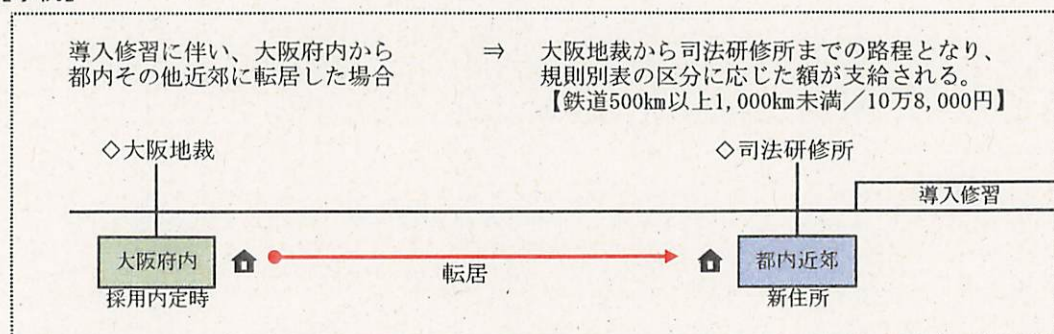 導入修習に伴い、大阪府内から
都内その他近郊に転居した場合
⇒
大阪地裁から司法研修所までの路程となり、
規則別表の区分に応じた額が支給される。
【鉄道500㎞以上1,000㎞未満／10万8,000円】
◇大阪地裁
◇司法研修所
導入修習
大阪府内
転居
都内近郊
採用内定時
新住所